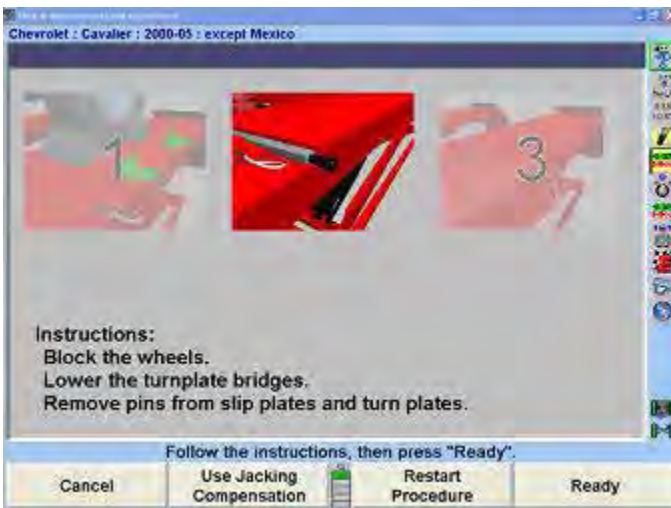 Chevrolet : Cavalier : 2000-05 : except Mexico
1
3
Instructions:
Block the wheels.
Lower the turnplate bridges.
Remove pins from slip plates and turn plates.
Follow the instructions, then press "Ready".
Cancel
Use Jacking
Compensation
Restart
Procedure
Ready